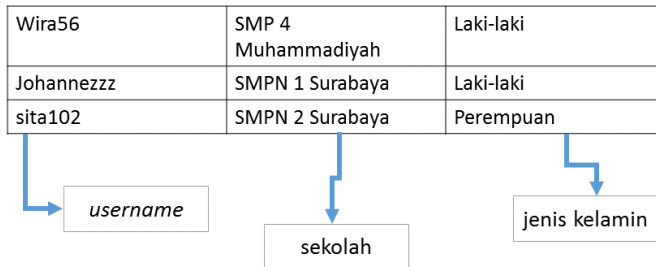 Wira56 SMP 4 Muhammadiyah Laki-laki
Johannezzz SMPN 1 Surabaya Laki-laki
sita102 SMPN 2 Surabaya Perempuan
username
sekolah
jenis kelamin